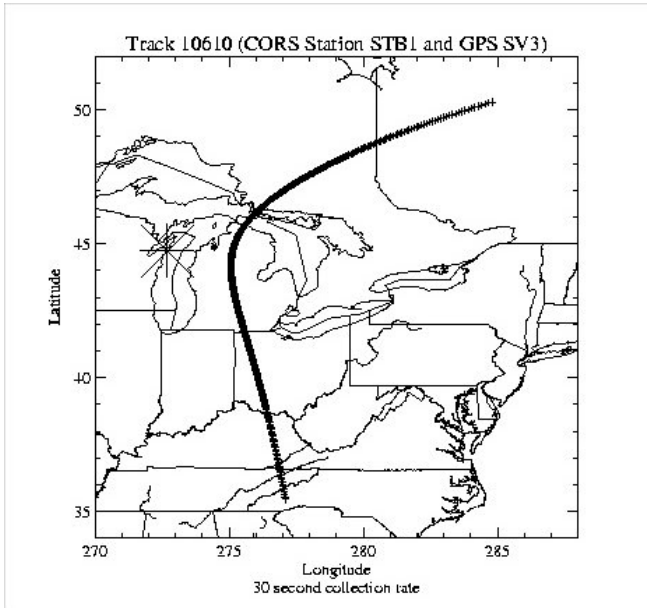 Track 10610 (CORS Station STB1 and GPS SV3)
50
45
40
35
Latitude
270
275
280
285
Longitude
30 second collection rate